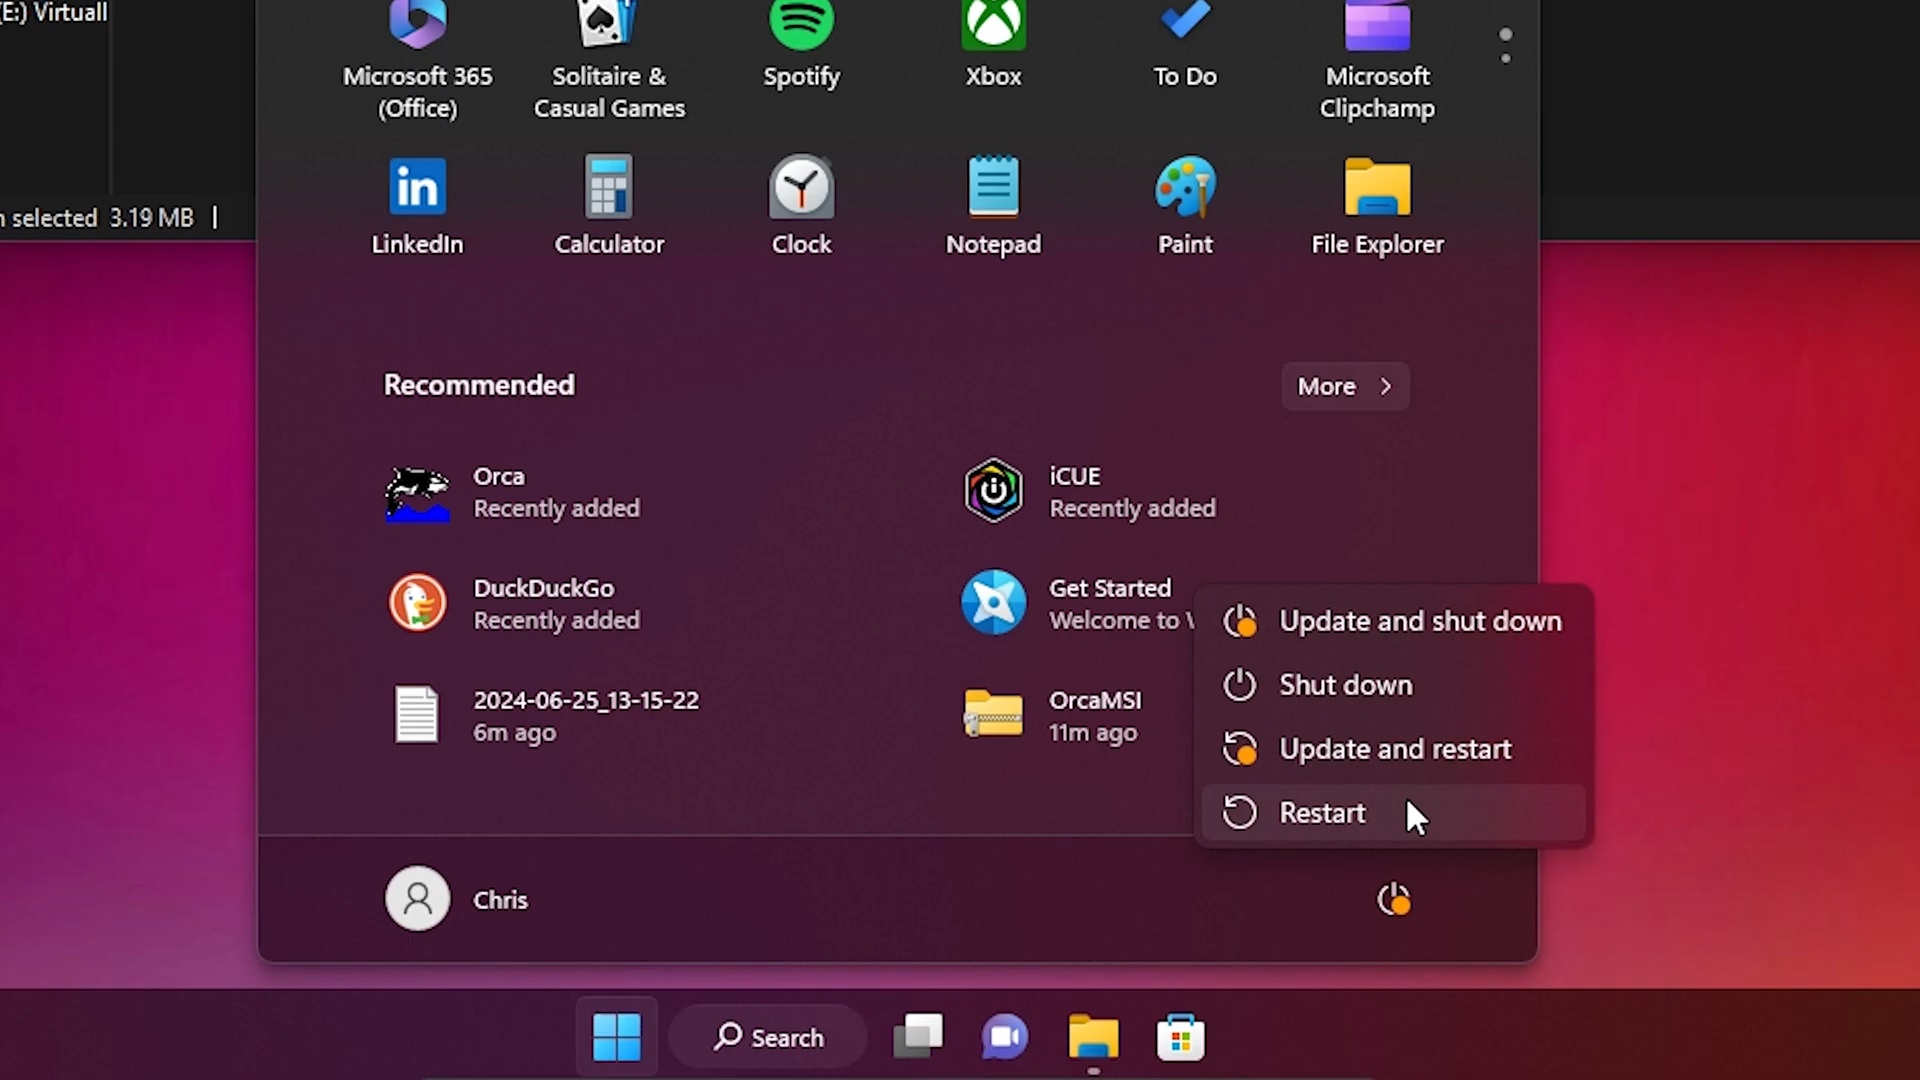 (E:) Virtuall
Microsoft 365
(Office)
Solitaire &
Casual Games
Spotify
Xbox
To Do
Microsoft
Clipchamp
selected 3.19 MB
in
LinkedIn
Calculator
Clock
Notepad
Paint
File Explorer
Recommended
More
Orca
Recently added
iCUE
Recently added
DuckDuckGo
Recently added
Get Started
Welcome to
2024-06-25_13-15-22
6m ago
OrcaMSI
11m ago
Update and shut down
Shut down
Update and restart
Restart
Chris
Search